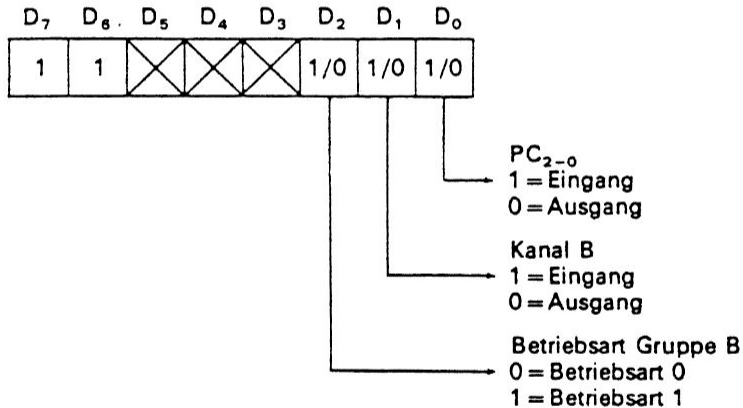 D₇ D₆. D₅ D₄ D₃ D₂ D₁ D₀
1 1 1/0 1/0 1/0
PC₂₋₀
1 = Eingang
0 = Ausgang
Kanal B
1 = Eingang
0 = Ausgang
Betriebsart Gruppe B
0 = Betriebsart 0
1 = Betriebsart 1